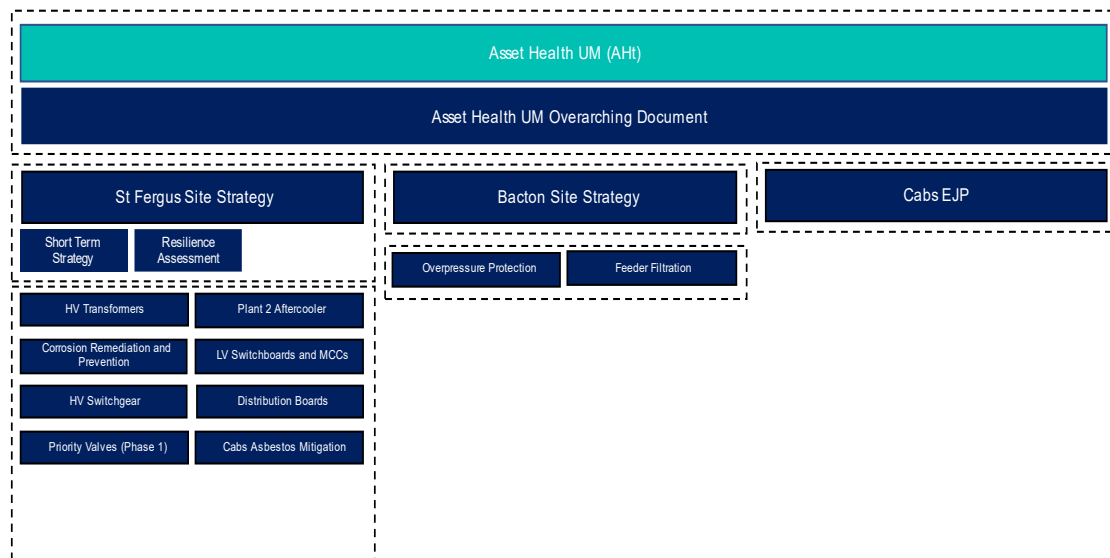 Asset Health UM (AHt)
Asset Health UM Overarching Document
St Fergus Site Strategy
Bacton Site Strategy
Cabs EJP
Short Term
Strategy
Resilience
Assessment
Overpressure Protection
Feeder Filtration
HV Transformers
Plant 2 Aftercooler
Corrosion Remediation and
Prevention
LV Switchboards and MCCs
HV Switchgear
Distribution Boards
Priority Valves (Phase 1)
Cabs Asbestos Mitigation